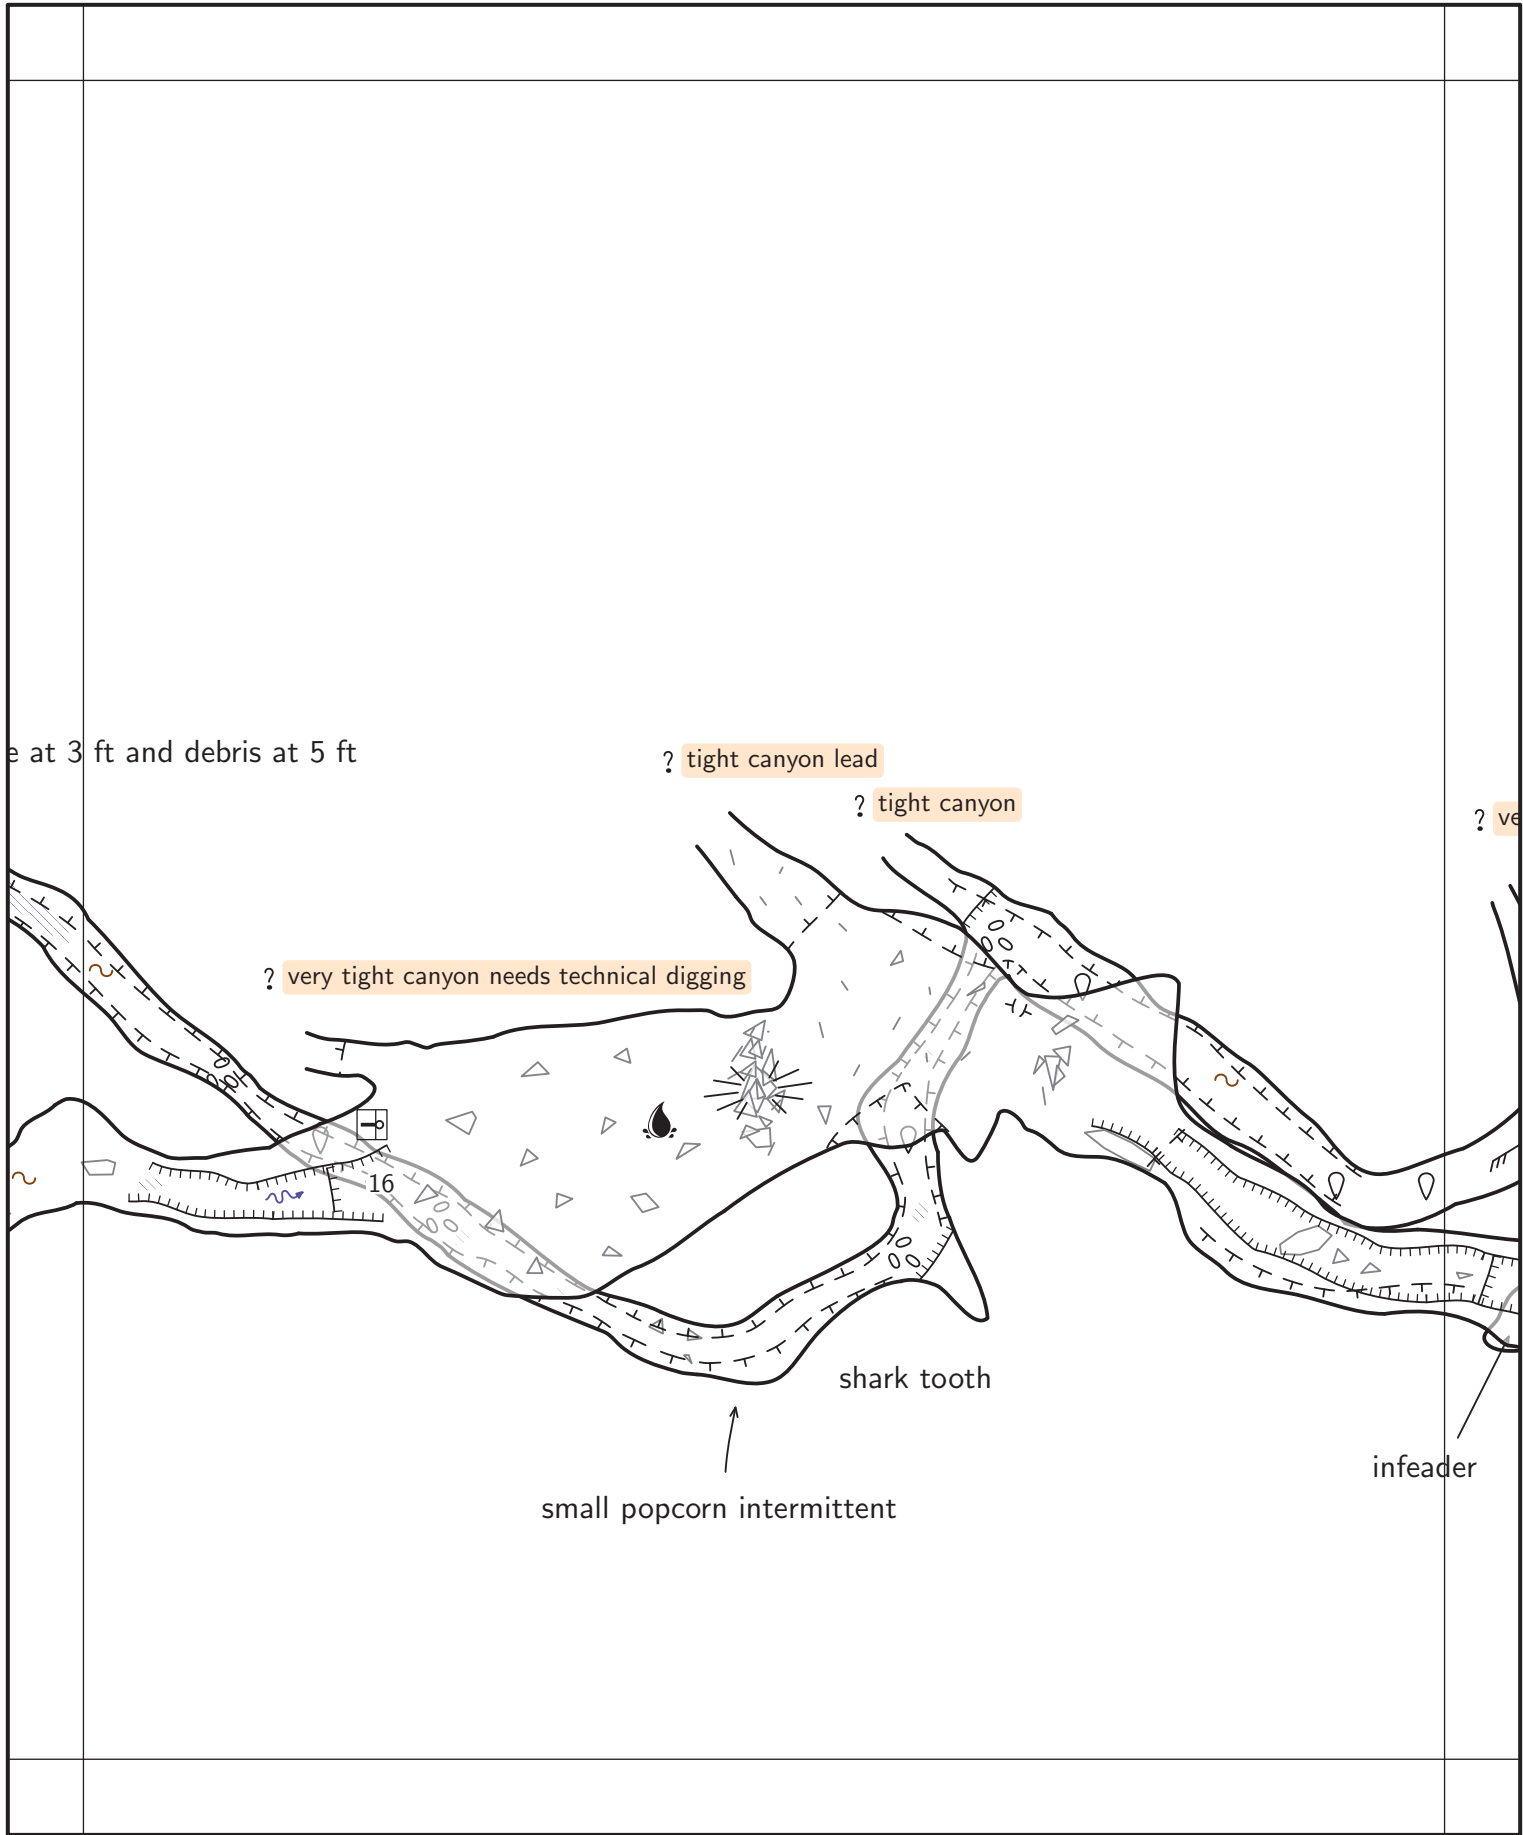 e at 3 ft and debris at 5 ft
? tight canyon lead
? tight canyon
? ve
? very tight canyon needs technical digging
16
shark tooth
infeader
small popcorn intermittent